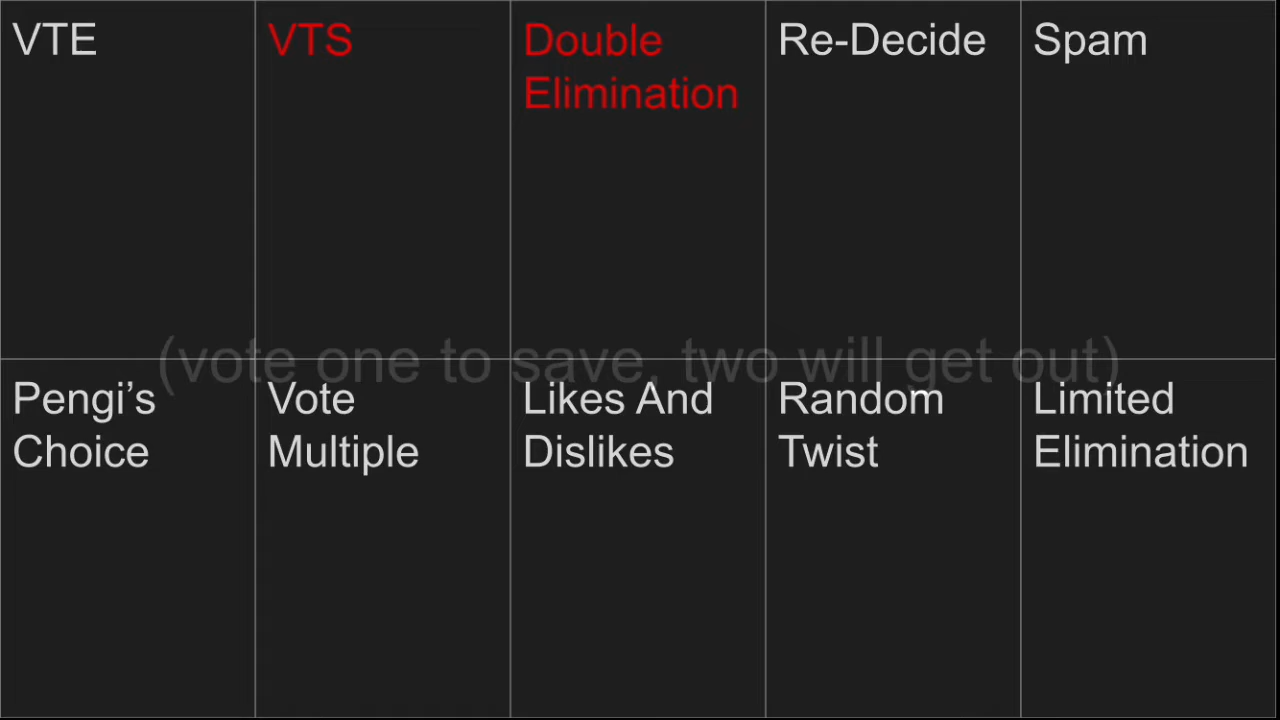 VTE
VTS
Double
Elimination
Re-Decide
Spam
(vote one to save, two will get out)
Pengi’s
Choice
Vote
Multiple
Likes And
Dislikes
Random
Twist
Limited
Elimination